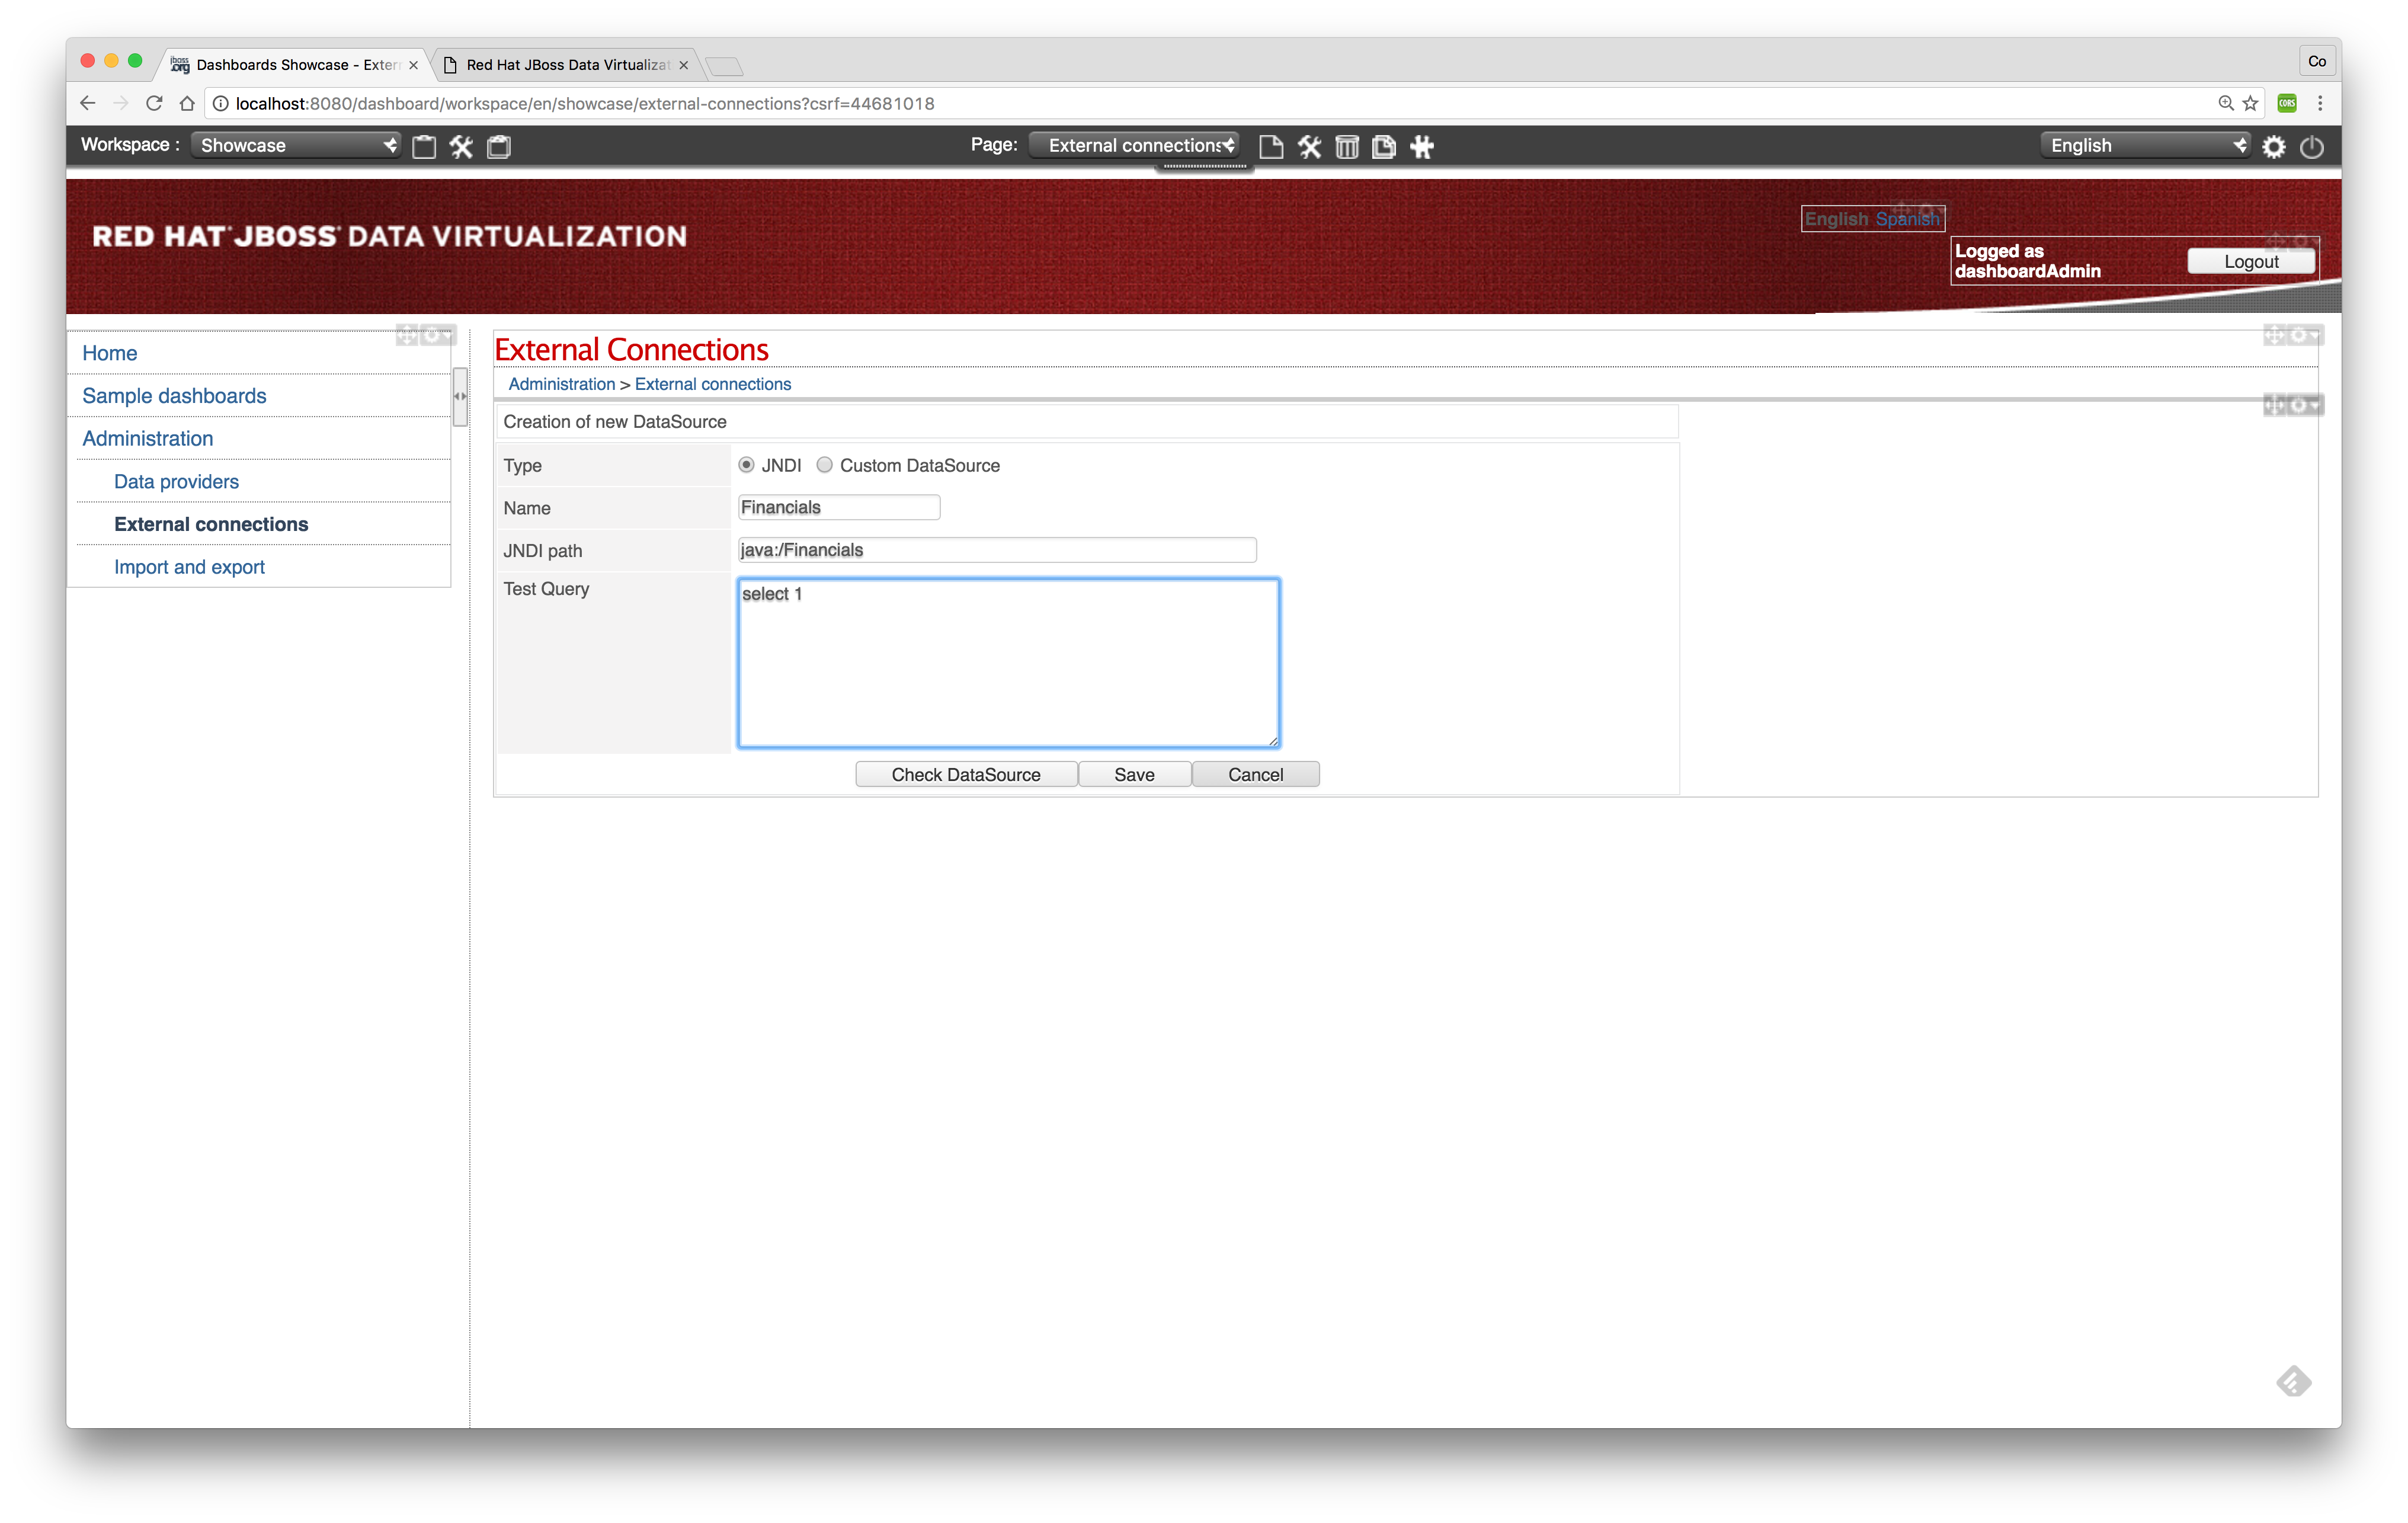 Dashboards Showcase - Exter
Red Hat JBoss Data Virtualizat
Co
localhost:8080/dashboard/workspace/en/showcase/external-connections?csrf=44681018
CORS
Workspace : Showcase
Page: External connections
English
RED HAT JBOSS DATA VIRTUALIZATION
English Spanish
Logged as
dashboardAdmin
Logout
Home
Sample dashboards
Administration
Data providers
External connections
Import and export
External Connections
Administration > External connections
Creation of new DataSource
Type JNDI Custom DataSource
Name Financials
JNDI path java:/Financials
Test Query select 1
Check DataSource Save Cancel